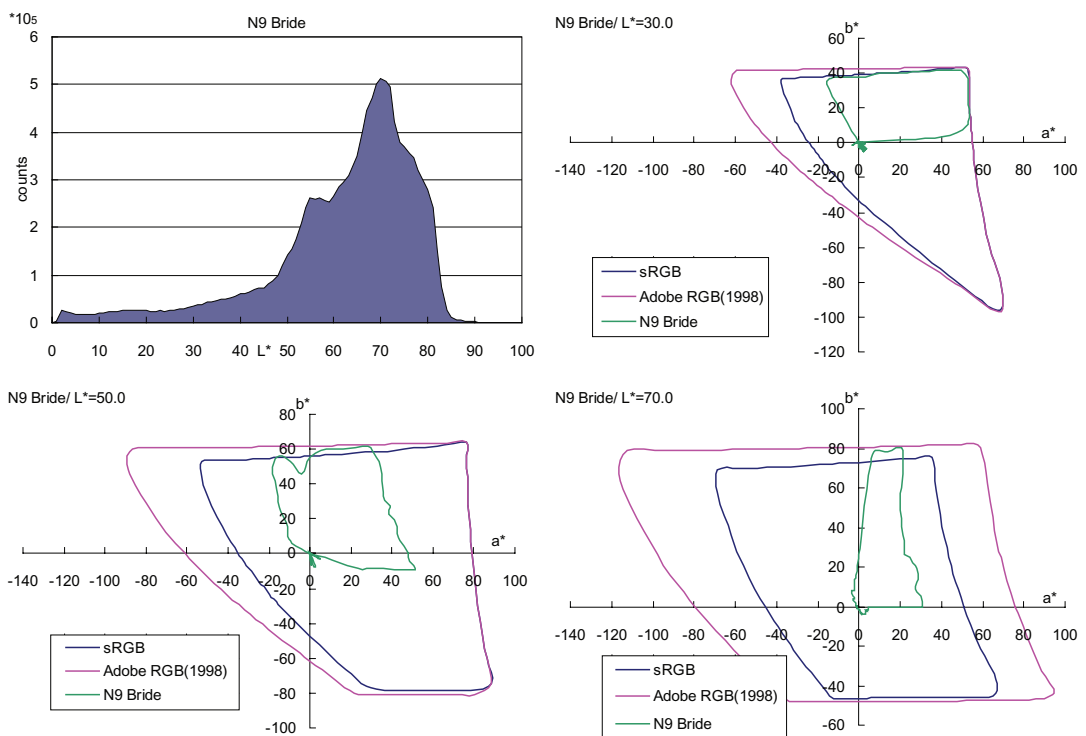 *10⁵
N9 Bride
6
5
4
3
2
1
0
counts
0 10 20 30 40 L* 50 60 70 80 90 100
N9 Bride/ L*=30.0
b*
60
40
20
0
-20
-40
-60
-80
-100
-120
a*
-140 -120 -100 -80 -60 -40 -20 0 20 40 60 80 100
sRGB
Adobe RGB(1998)
N9 Bride
N9 Bride/ L*=50.0
b*
80
60
40
20
0
-20
-40
-60
-80
-100
a*
-140 -120 -100 -80 -60 -40 -20 0 20 40 60 80 100
sRGB
Adobe RGB(1998)
N9 Bride
N9 Bride/ L*=70.0
b*
100
80
60
40
20
0
-20
-40
-60
a*
-140 -120 -100 -80 -60 -40 -20 0 20 40 60 80 100
sRGB
Adobe RGB(1998)
N9 Bride